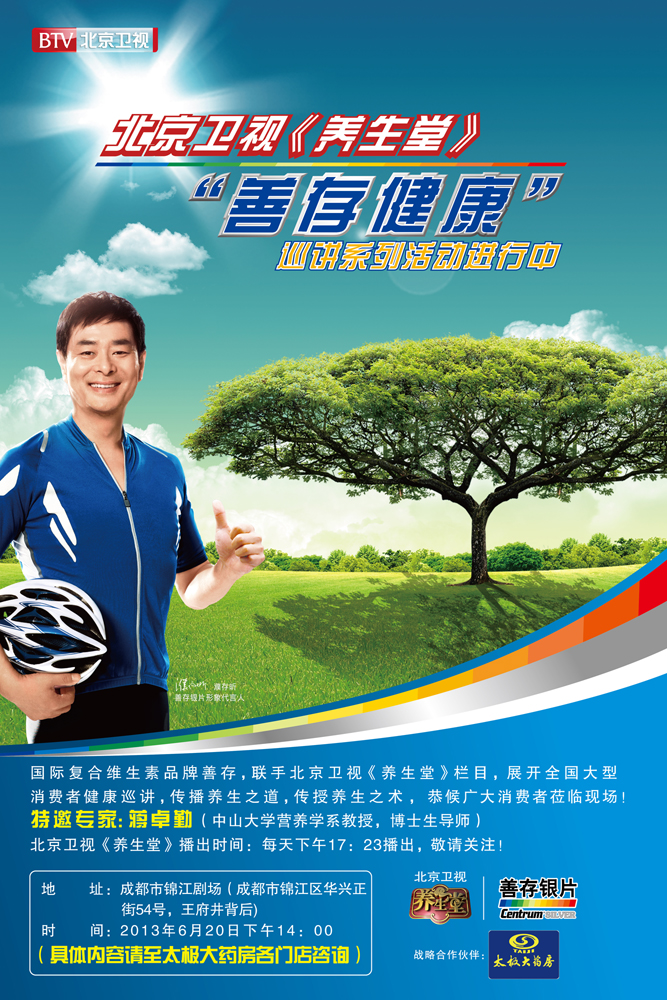 BTV 北京卫视
北京卫视《养生堂》
“善存健康”
巡讲系列活动进行中
濮存昕
善存银片形象代言人
国际复合维生素品牌善存,联手北京卫视《养生堂》栏目,展开全国大型
消费者健康巡讲,传播养生之道,传授养生之术,恭候广大消费者莅临现场!
特邀专家:蒋卓勤(中山大学营养学系教授,博士生导师)
北京卫视《养生堂》播出时间:每天下午17:23播出,敬请关注!
地 址:成都市锦江剧场(成都市锦江区华兴正
街54号,王府井背后)
时 间:2013年6月20日下午14:00
(具体内容请至太极大药房各门店咨询)
北京卫视
养生堂
善存银片
Centrum SILVER
战略合作伙伴:
太极大药房